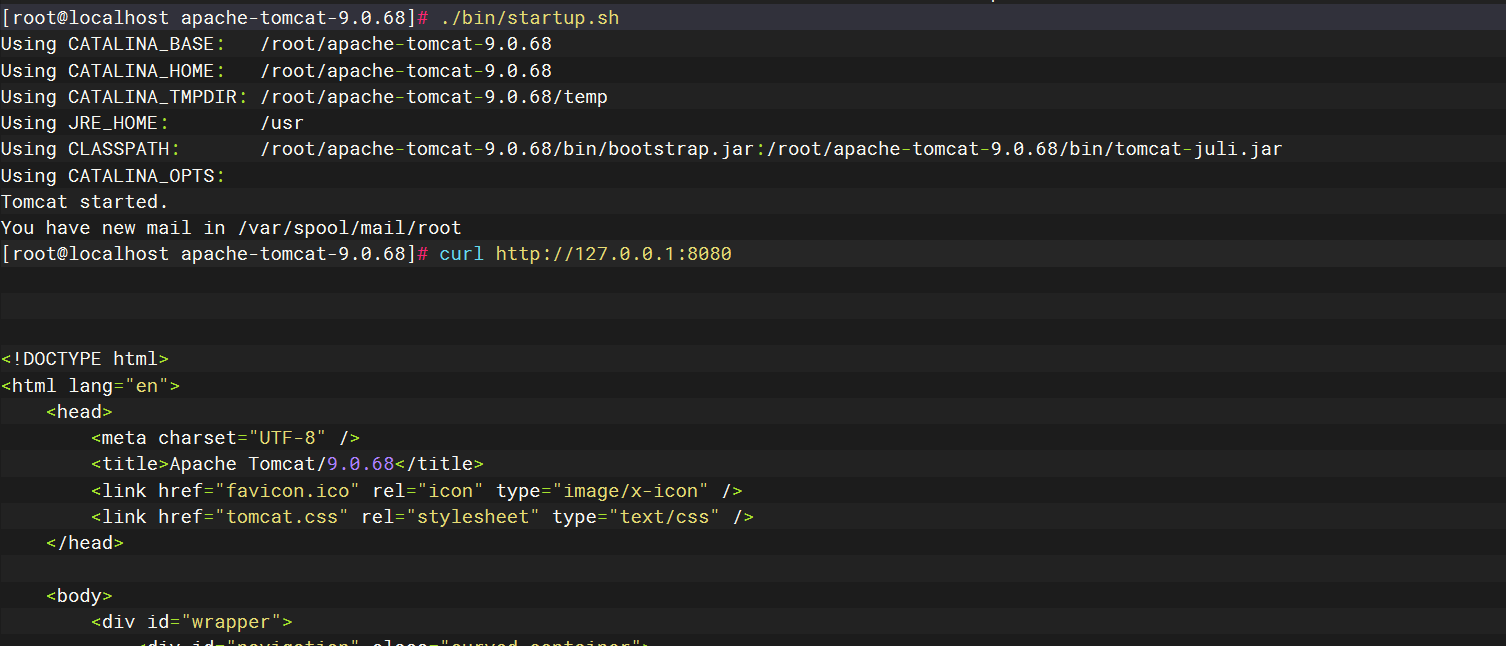 [root@localhost apache-tomcat-9.0.68]# ./bin/startup.sh
Using CATALINA_BASE:   /root/apache-tomcat-9.0.68
Using CATALINA_HOME:   /root/apache-tomcat-9.0.68
Using CATALINA_TMPDIR: /root/apache-tomcat-9.0.68/temp
Using JRE_HOME:        /usr
Using CLASSPATH:       /root/apache-tomcat-9.0.68/bin/bootstrap.jar:/root/apache-tomcat-9.0.68/bin/tomcat-juli.jar
Using CATALINA_OPTS:
Tomcat started.
You have new mail in /var/spool/mail/root
[root@localhost apache-tomcat-9.0.68]# curl http://127.0.0.1:8080
<!DOCTYPE html>
<html lang="en">
    <head>
        <meta charset="UTF-8" />
        <title>Apache Tomcat/9.0.68</title>
        <link href="favicon.ico" rel="icon" type="image/x-icon" />
        <link href="tomcat.css" rel="stylesheet" type="text/css" />
    </head>
    <body>
        <div id="wrapper">
            <div id="navigation" class="curved container">